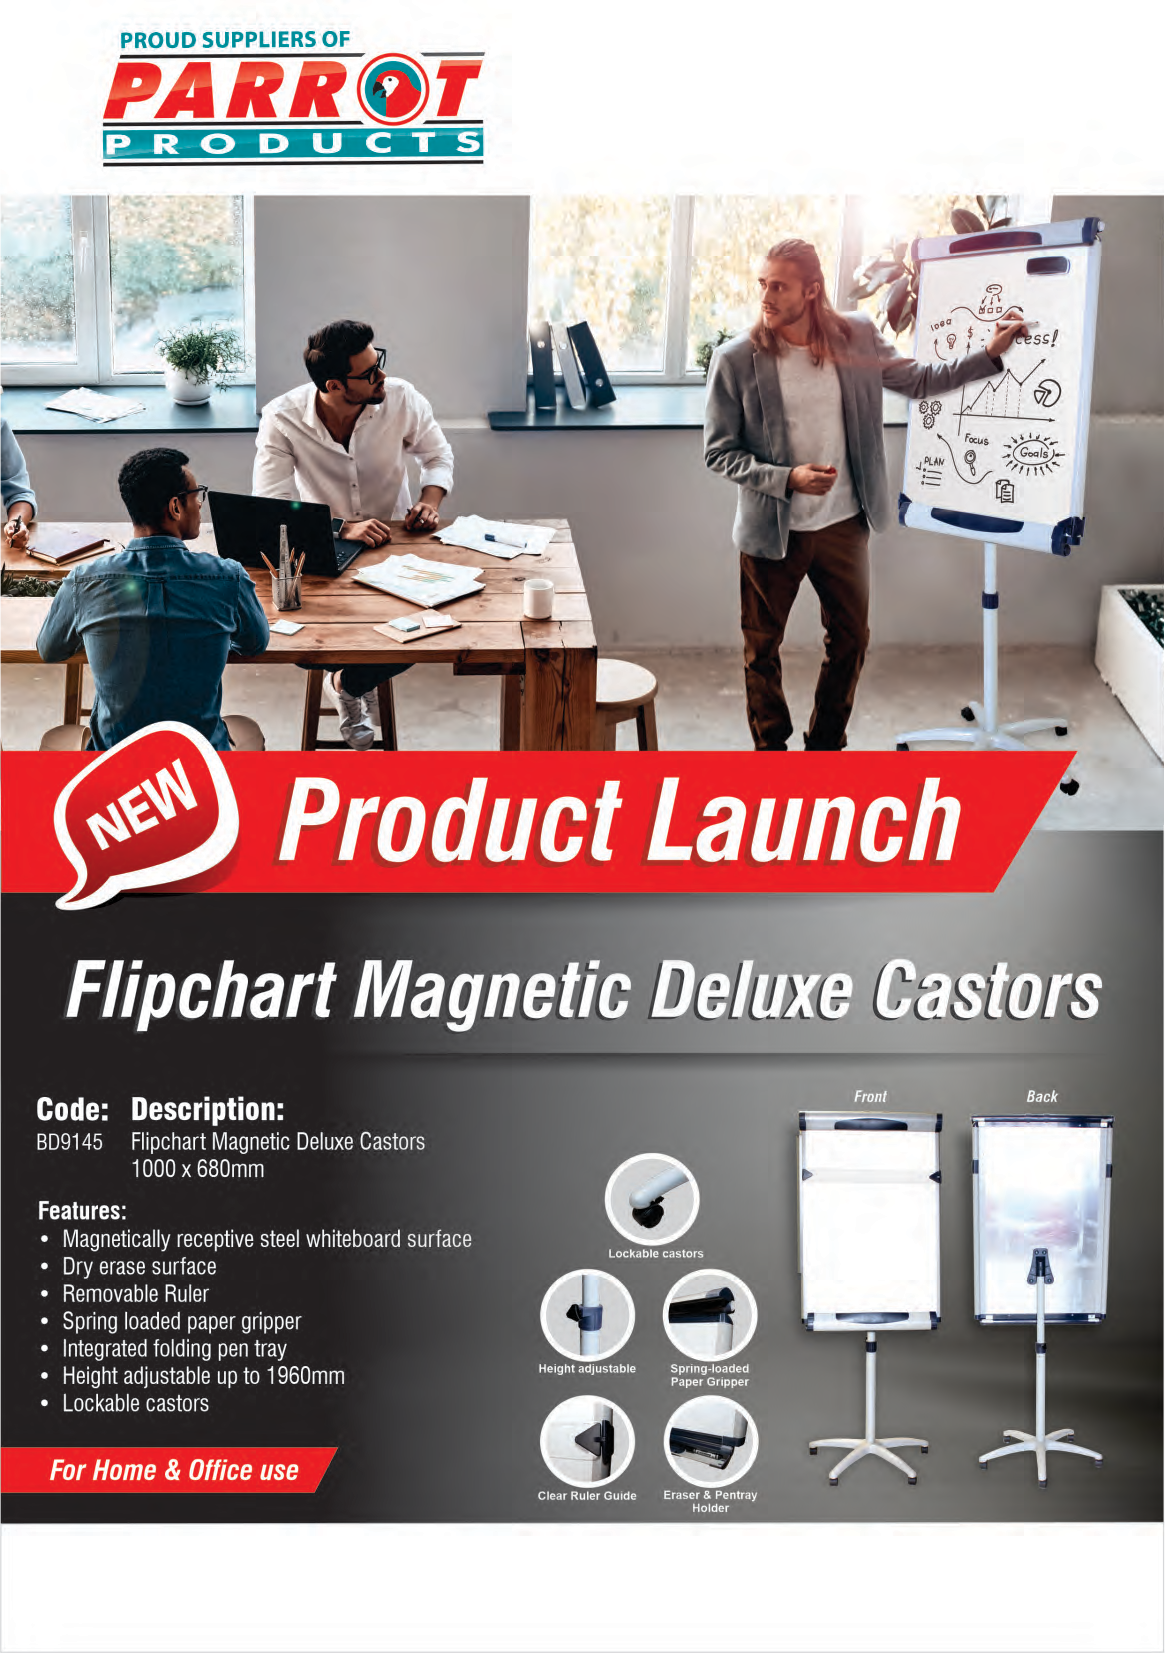 PROUD SUPPLIERS OF
PARROT
PRODUCTS
Idea
$
cess!
Focus
Goals
PLAN
NEW
Product Launch
Flipchart Magnetic Deluxe Castors
Code: Description:
BD9145 Flipchart Magnetic Deluxe Castors
1000 x 680mm
Features:
• Magnetically receptive steel whiteboard surface
• Dry erase surface
• Removable Ruler
• Spring loaded paper gripper
• Integrated folding pen tray
• Height adjustable up to 1960mm
• Lockable castors
For Home & Office use
Front
Back
Lockable castors
Height adjustable
Spring-loaded
Paper Gripper
Clear Ruler Guide
Eraser & Pentray
Holder